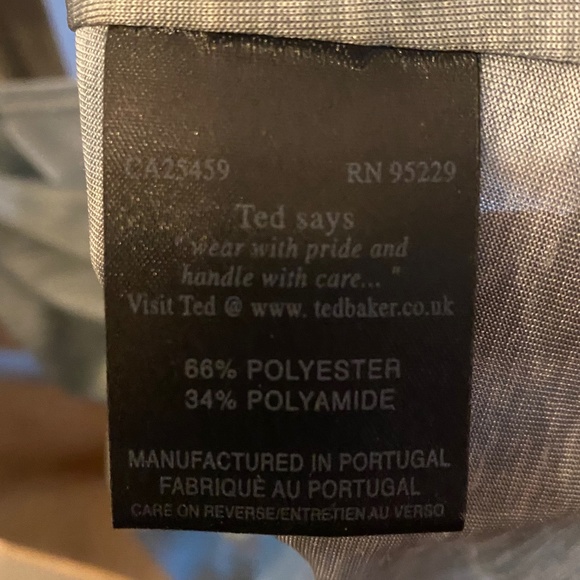 CA25459 RN 95229
Ted says
"wear with pride and
handle with care... "
Visit Ted @ www. tedbaker.co.uk
66% POLYESTER
34% POLYAMIDE
MANUFACTURED IN PORTUGAL
FABRIQUÈ AU PORTUGAL
CARE ON REVERSE/ENTRETIEN AU VERSO